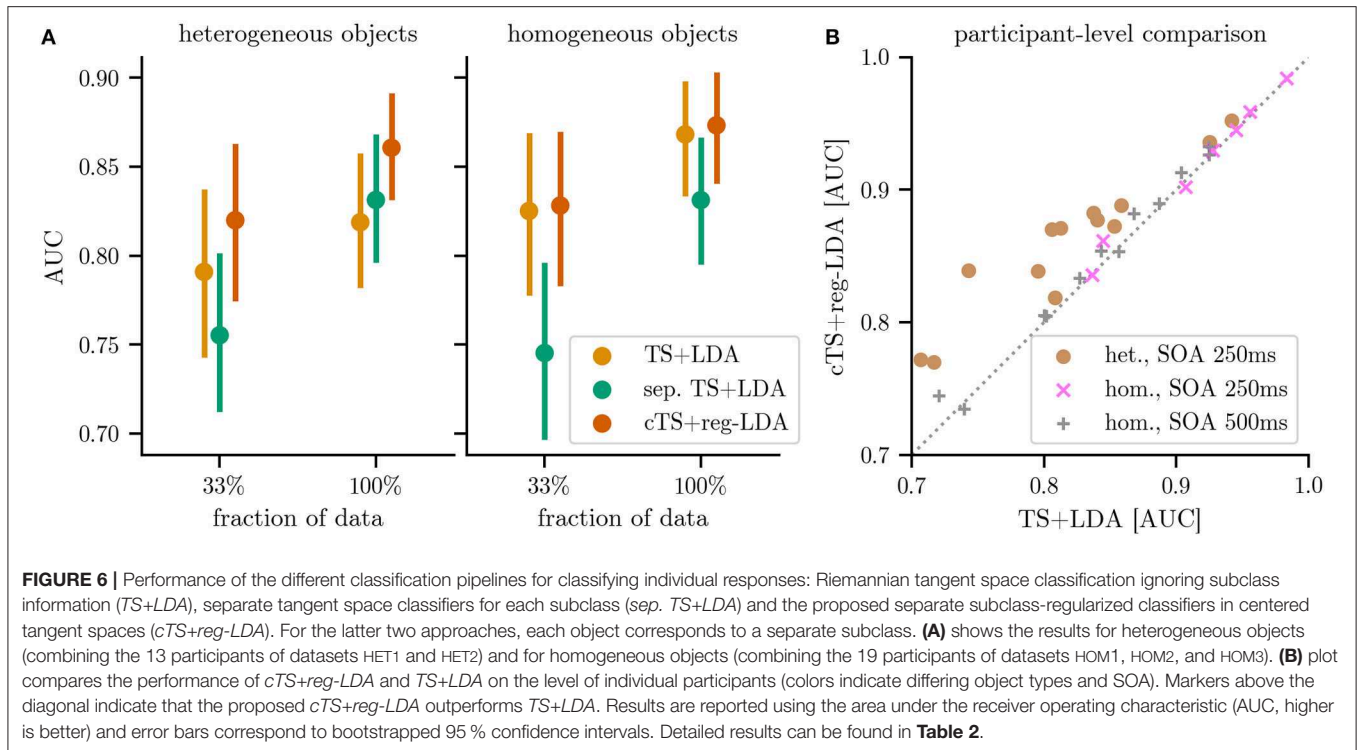 A
heterogeneous objects
homogeneous objects
AUC
0.90
0.85
0.80
0.75
0.70
33%
100%
fraction of data
33%
100%
fraction of data
TS+LDA
sep. TS+LDA
cTS+reg-LDA
B
participant-level comparison
cTS+reg-LDA [AUC]
1.0
0.9
0.8
0.7
0.7
0.8
0.9
1.0
TS+LDA [AUC]
het., SOA 250ms
hom., SOA 250ms
hom., SOA 500ms
FIGURE 6 | Performance of the different classification pipelines for classifying individual responses: Riemannian tangent space classification ignoring subclass
information (TS+LDA), separate tangent space classifiers for each subclass (sep. TS+LDA) and the proposed separate subclass-regularized classifiers in centered
tangent spaces (cTS+reg-LDA). For the latter two approaches, each object corresponds to a separate subclass. (A) shows the results for heterogeneous objects
(combining the 13 participants of datasets HET1 and HET2) and for homogeneous objects (combining the 19 participants of datasets HOM1, HOM2, and HOM3). (B) plot
compares the performance of cTS+reg-LDA and TS+LDA on the level of individual participants (colors indicate differing object types and SOA). Markers above the
diagonal indicate that the proposed cTS+reg-LDA outperforms TS+LDA. Results are reported using the area under the receiver operating characteristic (AUC, higher
is better) and error bars correspond to bootstrapped 95 % confidence intervals. Detailed results can be found in Table 2.